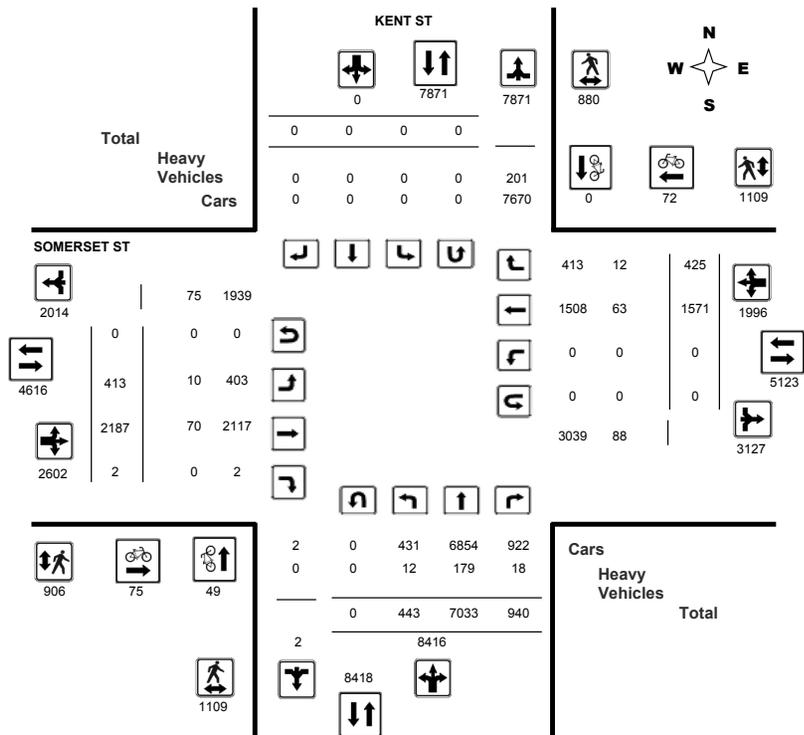 KENT ST
N
W E
S
0 7871 7871 880
Total 0 0 0 0
Heavy
Vehicles 0 0 0 0 201
Cars 0 0 0 0 7670
0 72 1109
SOMERSET ST
2014 75 1939
0 0 0
4616 413 10 403
2187 70 2117
2602 2 0 2
413 12 425
1508 63 1571 1996
0 0 0
5123
0 0 0
3039 88 3127
906 75 49
2 0 431 6854 922
0 0 12 179 18
0 443 7033 940
2 8416
8418
1109
Cars
Heavy
Vehicles
Total